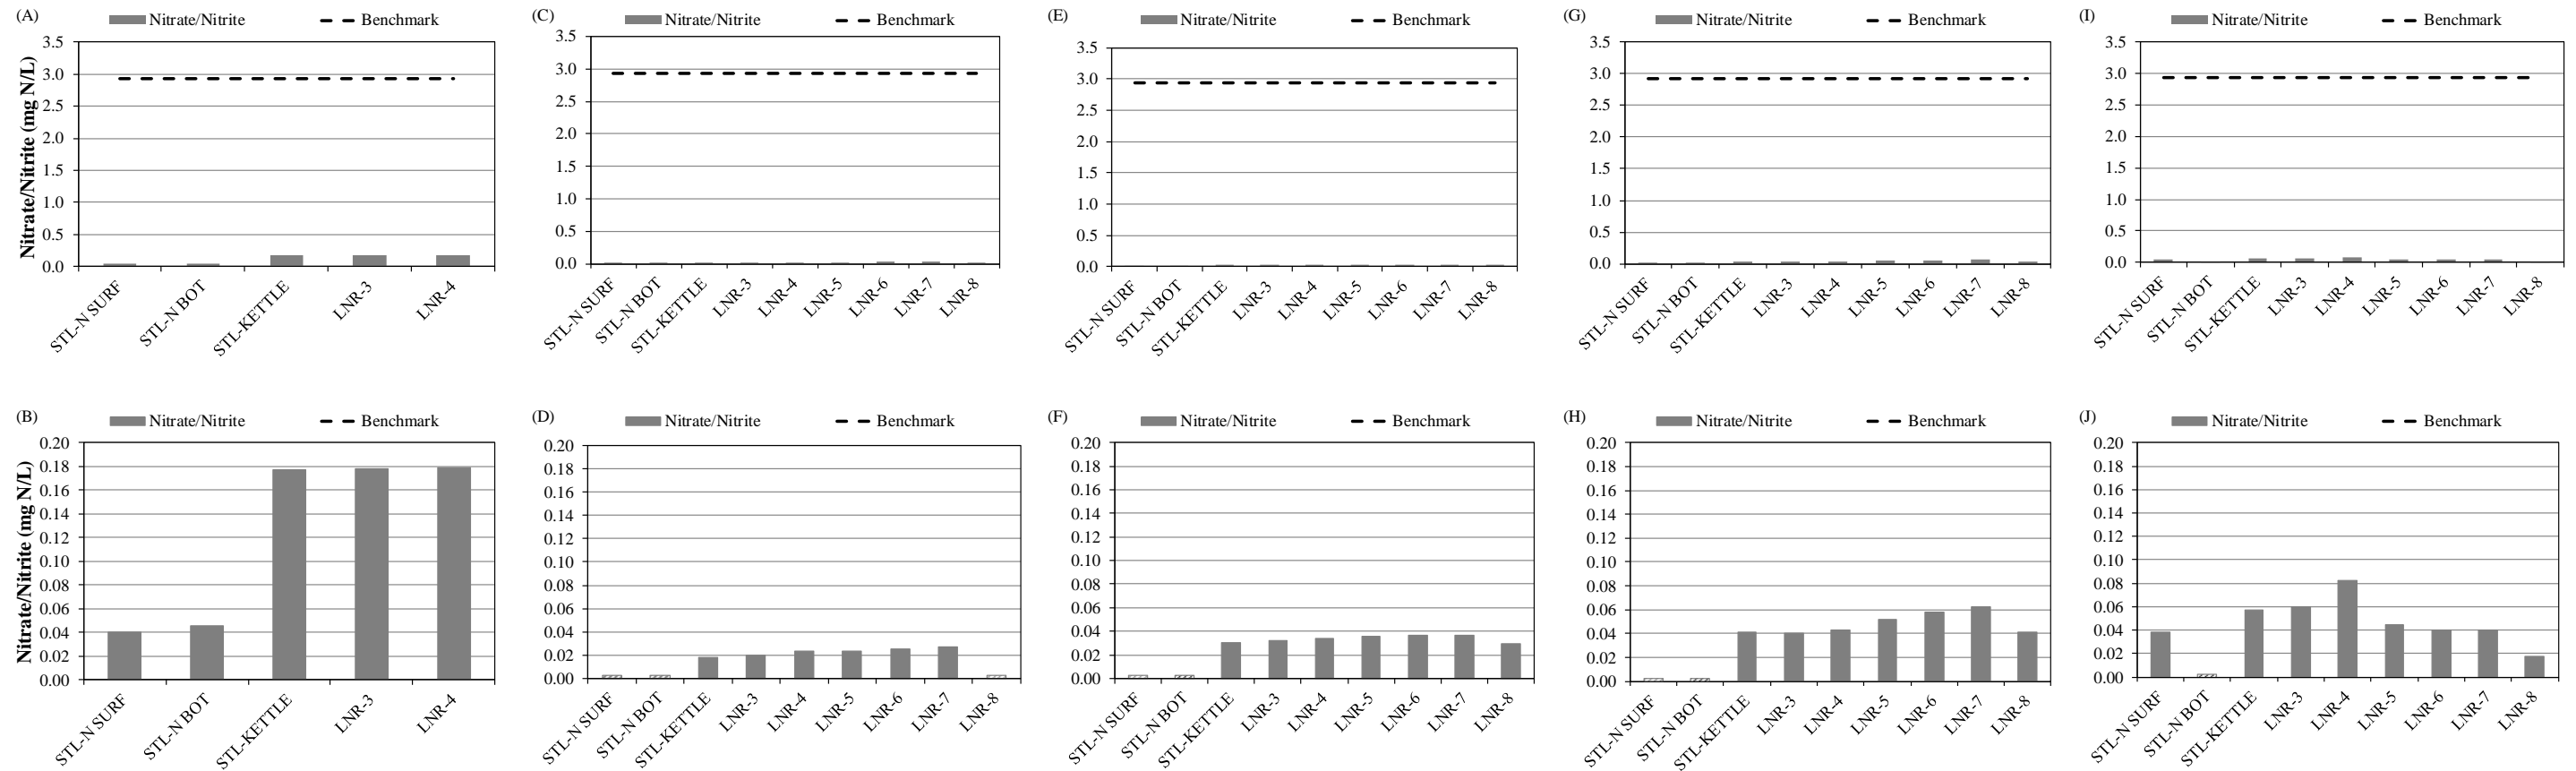 (A) Nitrate/Nitrite Benchmark
Nitrate/Nitrite (mg N/L)
3.5
3.0
2.5
2.0
1.5
1.0
0.5
0.0
STL-N SURF
STL-N BOT
STL-KETTLE
LNR-3
LNR-4
(C) Nitrate/Nitrite Benchmark
3.5
3.0
2.5
2.0
1.5
1.0
0.5
0.0
STL-N SURF
STL-N BOT
STL-KETTLE
LNR-3
LNR-4
LNR-5
LNR-6
LNR-7
LNR-8
(E) Nitrate/Nitrite Benchmark
3.5
3.0
2.5
2.0
1.5
1.0
0.5
0.0
STL-N SURF
STL-N BOT
STL-KETTLE
LNR-3
LNR-4
LNR-5
LNR-6
LNR-7
LNR-8
(G) Nitrate/Nitrite Benchmark
3.5
3.0
2.5
2.0
1.5
1.0
0.5
0.0
STL-N SURF
STL-N BOT
STL-KETTLE
LNR-3
LNR-4
LNR-5
LNR-6
LNR-7
LNR-8
(I) Nitrate/Nitrite Benchmark
3.5
3.0
2.5
2.0
1.5
1.0
0.5
0.0
STL-N SURF
STL-N BOT
STL-KETTLE
LNR-3
LNR-4
LNR-5
LNR-6
LNR-7
LNR-8
(B) Nitrate/Nitrite Benchmark
Nitrate/Nitrite (mg N/L)
0.20
0.18
0.16
0.14
0.12
0.10
0.08
0.06
0.04
0.02
0.00
STL-N SURF
STL-N BOT
STL-KETTLE
LNR-3
LNR-4
(D) Nitrate/Nitrite Benchmark
0.20
0.18
0.16
0.14
0.12
0.10
0.08
0.06
0.04
0.02
0.00
STL-N SURF
STL-N BOT
STL-KETTLE
LNR-3
LNR-4
LNR-5
LNR-6
LNR-7
LNR-8
(F) Nitrate/Nitrite Benchmark
0.20
0.18
0.16
0.14
0.12
0.10
0.08
0.06
0.04
0.02
0.00
STL-N SURF
STL-N BOT
STL-KETTLE
LNR-3
LNR-4
LNR-5
LNR-6
LNR-7
LNR-8
(H) Nitrate/Nitrite Benchmark
0.20
0.18
0.16
0.14
0.12
0.10
0.08
0.06
0.04
0.02
0.00
STL-N SURF
STL-N BOT
STL-KETTLE
LNR-3
LNR-4
LNR-5
LNR-6
LNR-7
LNR-8
(J) Nitrate/Nitrite Benchmark
0.20
0.18
0.16
0.14
0.12
0.10
0.08
0.06
0.04
0.02
0.00
STL-N SURF
STL-N BOT
STL-KETTLE
LNR-3
LNR-4
LNR-5
LNR-6
LNR-7
LNR-8